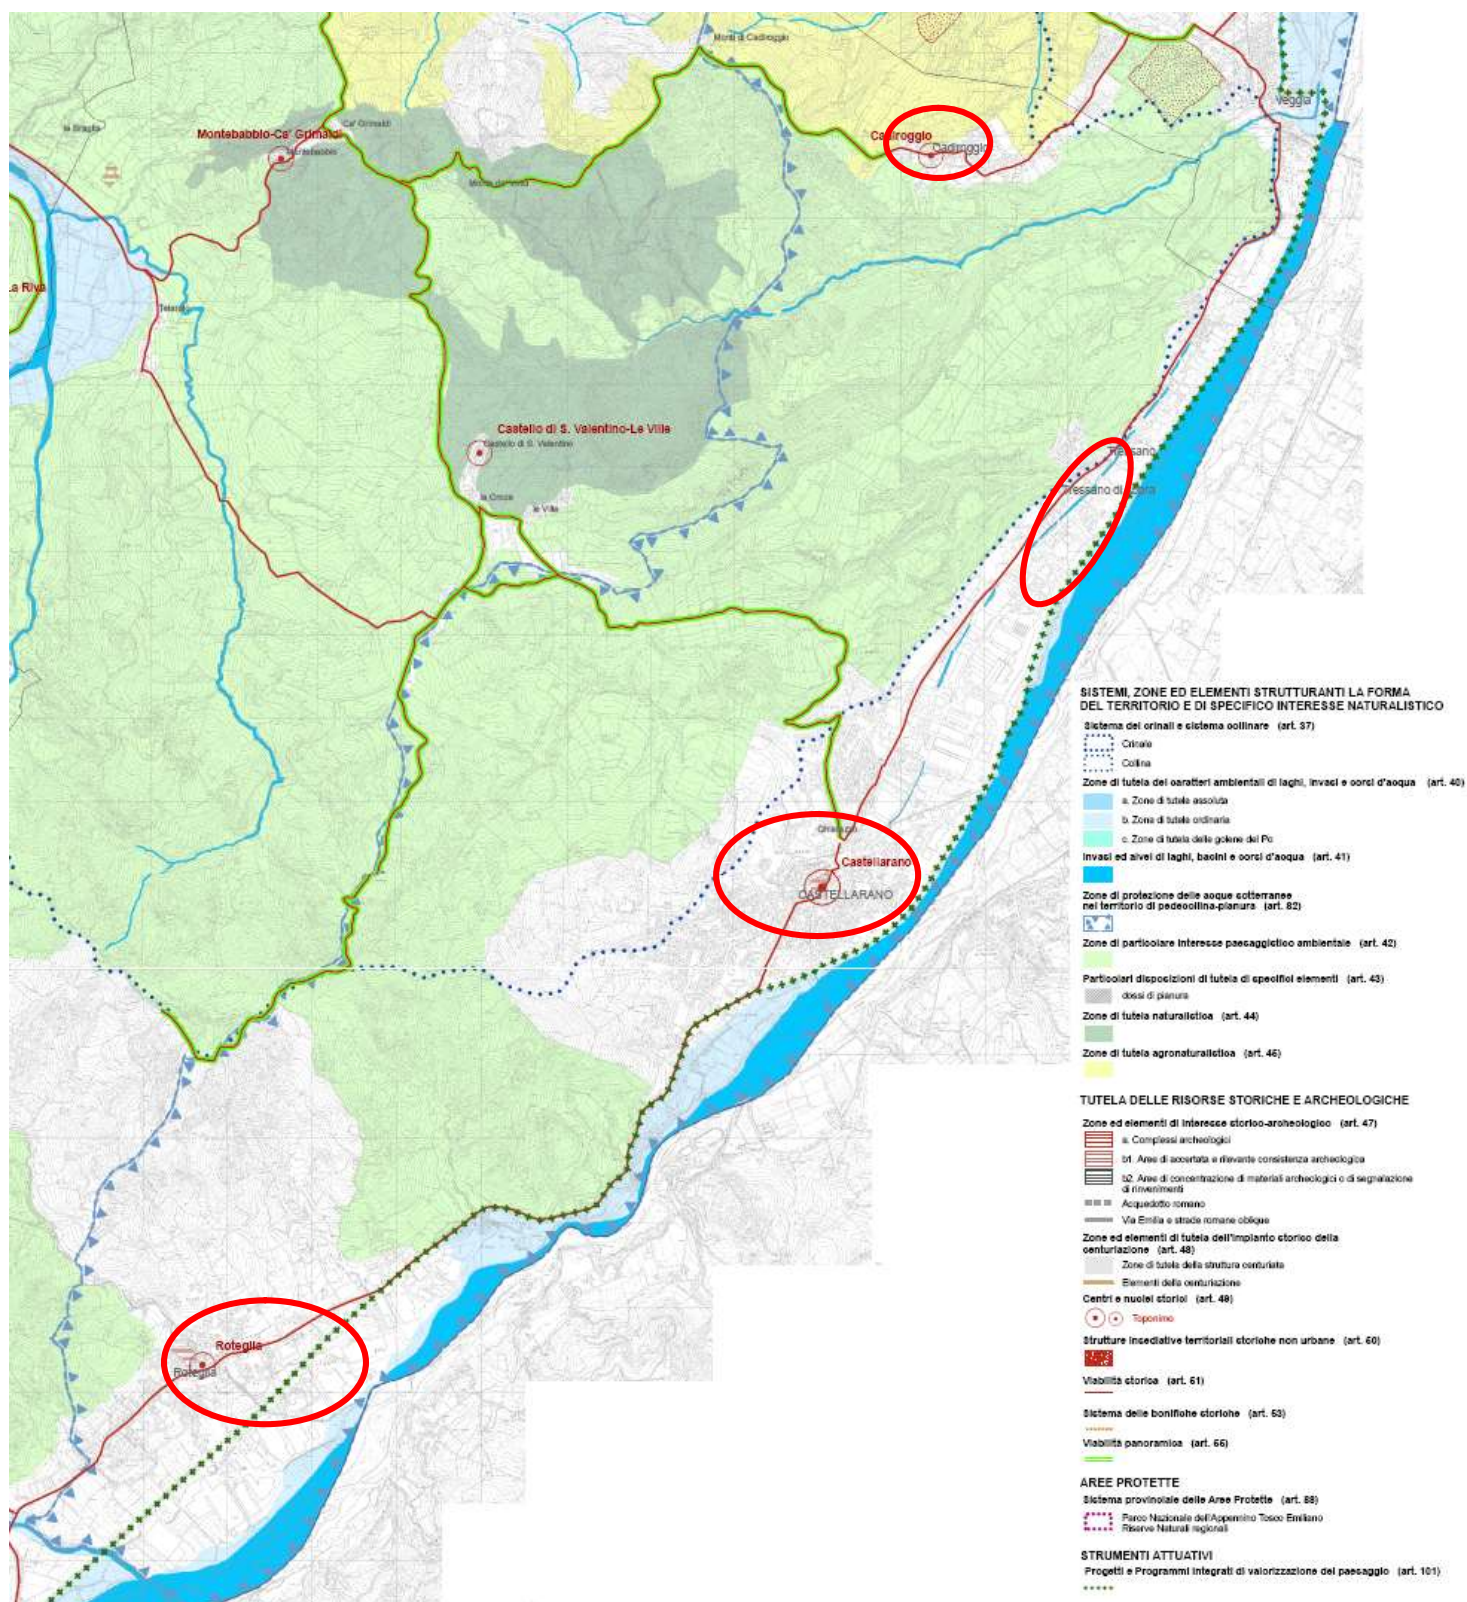 Monti di Cadiroggio
Veggia
la Braglia
Ca' Grimaldi
Montebabbio-Ca' Grimaldi
Montebabbio
Cadiroggio
Cadiroggio
La Riva
Telarolo
Castello di S. Valentino-Le Ville
Castello di S. Valentino
la Croce
le Ville
Tressano
Castellarano
CASTELLARANO
Roteglia
Roteglia
SISTEMI, ZONE ED ELEMENTI STRUTTURANTI LA FORMA
DEL TERRITORIO E DI SPECIFICO INTERESSE NATURALISTICO
Sistema dei crinali e sistema collinare (art. 37)
Crinale
Collina
Zone di tutela dei caratteri ambientali di laghi, invasi e corsi d'acqua (art. 40)
a. Zone di tutela assoluta
b. Zone di tutela ordinaria
c. Zone di tutela delle golene del Po
Invasi ed alvei di laghi, bacini e corsi d'acqua (art. 41)
Zone di protezione delle acque sotterranee
nel territorio di pedecollina-pianura (art. 82)
Zone di particolare interesse paesaggistico ambientale (art. 42)
Particolari disposizioni di tutela di specifici elementi (art. 43)
dossi di pianura
Zone di tutela naturalistica (art. 44)
Zone di tutela agronaturalistica (art. 45)
TUTELA DELLE RISORSE STORICHE E ARCHEOLOGICHE
Zone ed elementi di interesse storico-archeologico (art. 47)
a. Complessi archeologici
b1. Aree di accertata e rilevante consistenza archeologica
b2. Aree di concentrazione di materiali archeologici o di segnalazione
di rinvenimenti
Acquedotto romano
Via Emilia e strade romane oblique
Zone ed elementi di tutela dell'impianto storico della
centuriazione (art. 48)
Zone di tutela della struttura centuriata
Elementi della centuriazione
Centri e nuclei storici (art. 49)
Toponimo
Strutture insediative territoriali storiche non urbane (art. 50)
Viabilità storica (art. 51)
Sistema delle bonifiche storiche (art. 53)
Viabilità panoramica (art. 55)
AREE PROTETTE
Sistema provinciale delle Aree Protette (art. 88)
Parco Nazionale dell'Appennino Tosco Emiliano
Riserve Naturali regionali
STRUMENTI ATTUATIVI
Progetti e Programmi integrati di valorizzazione del paesaggio (art. 101)